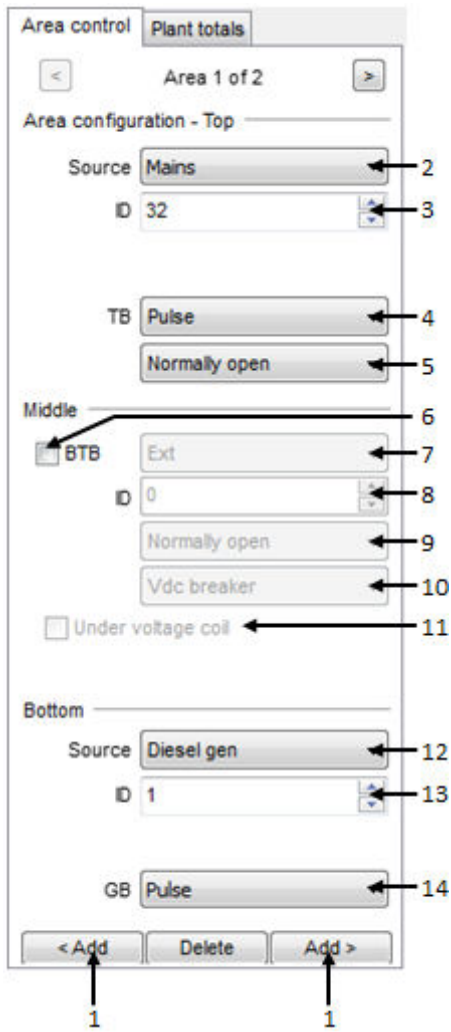 Area control Plant totals
< Area 1 of 2 >
Area configuration - Top
Source Mains 2
ID 32 3
TB Pulse 4
Normally open 5
Middle 6
BTB Ext 7
ID 0 8
Normally open 9
Vdc breaker 10
Under voltage coil 11
Bottom
Source Diesel gen 12
ID 1 13
GB Pulse 14
< Add Delete Add >
1 1